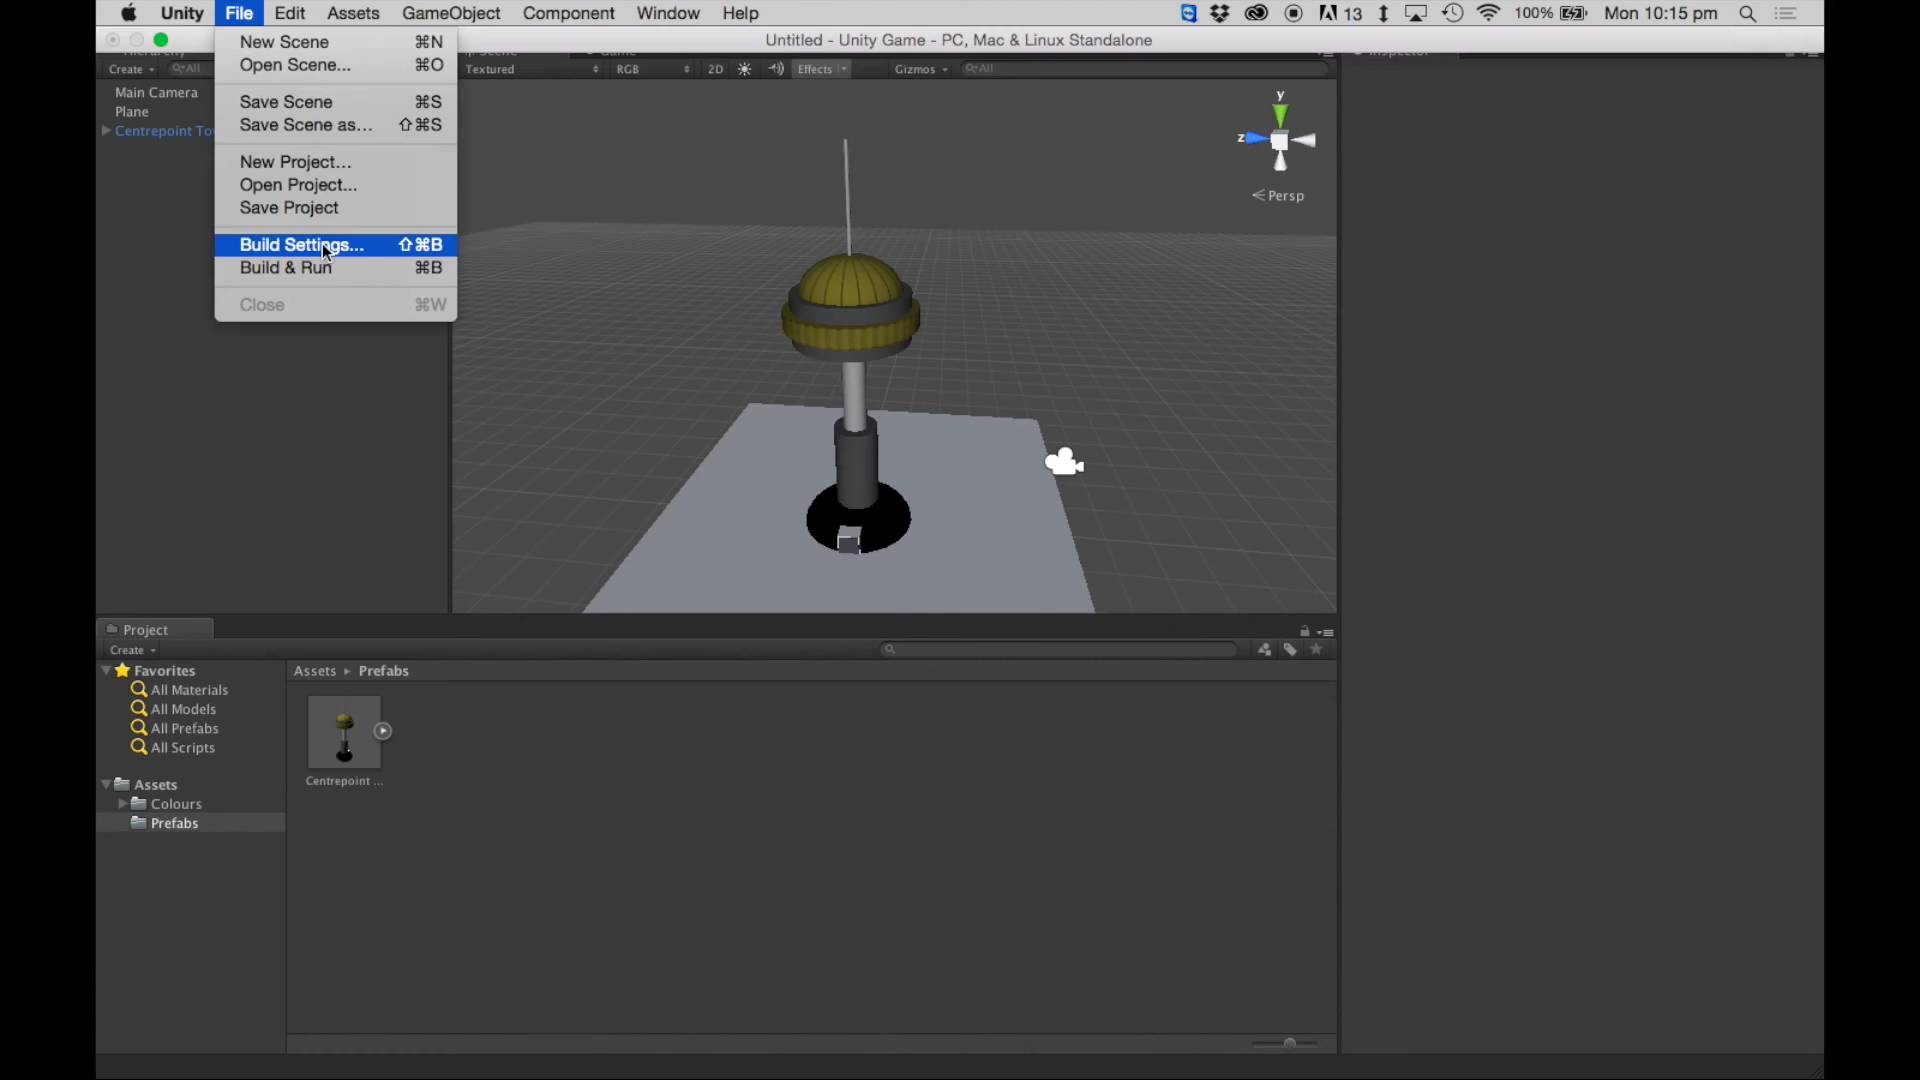 Unity File Edit Assets GameObject Component Window Help 13 100% Mon 10:15 pm
Untitled - Unity Game - PC, Mac & Linux Standalone
New Scene ⌘N
Open Scene... ⌘O
Save Scene ⌘S
Save Scene as... ⇧⌘S
New Project...
Open Project...
Save Project
Build Settings... ⇧⌘B
Build & Run ⌘B
Close ⌘W
Create All
Main Camera
Plane
Centrepoint To
Textured RGB 2D Effects Gizmos All
y
z
Persp
Project
Create
Favorites
All Materials
All Models
All Prefabs
All Scripts
Assets
Colours
Prefabs
Assets Prefabs
Centrepoint ...